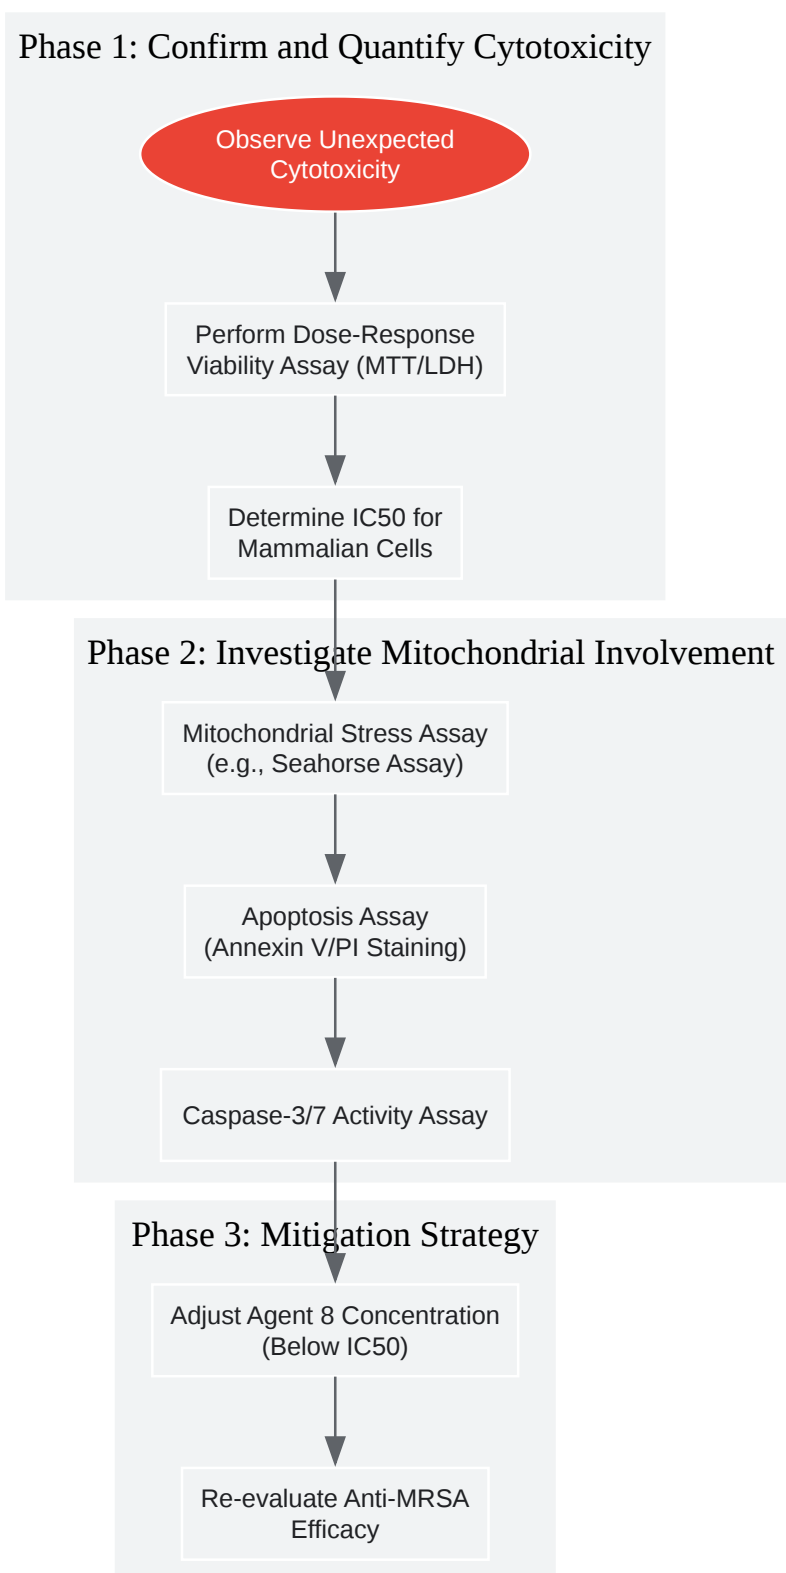 Phase 1: Confirm and Quantify Cytotoxicity
Observe Unexpected
Cytotoxicity
Perform Dose-Response
Viability Assay (MTT/LDH)
Determine IC50 for
Mammalian Cells
Phase 2: Investigate Mitochondrial Involvement
Mitochondrial Stress Assay
(e.g., Seahorse Assay)
Apoptosis Assay
(Annexin V/PI Staining)
Caspase-3/7 Activity Assay
Phase 3: Mitigation Strategy
Adjust Agent 8 Concentration
(Below IC50)
Re-evaluate Anti-MRSA
Efficacy